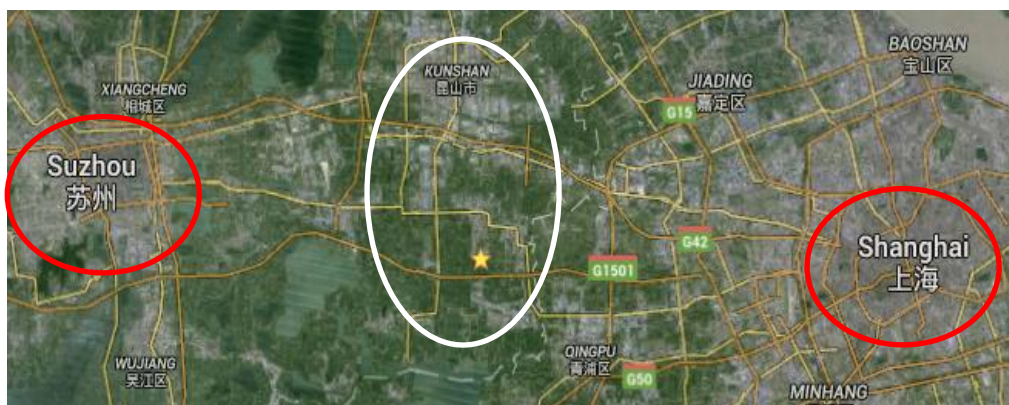 BAOSHAN
宝山区
KUNSHAN
昆山市
JIADING
嘉定区
XIANGCHENG
相城区
G15
Suzhou
苏州
G42
Shanghai
上海
G1501
QINGPU
青浦区
WUJIANG
吴江区
G50
MINHANG